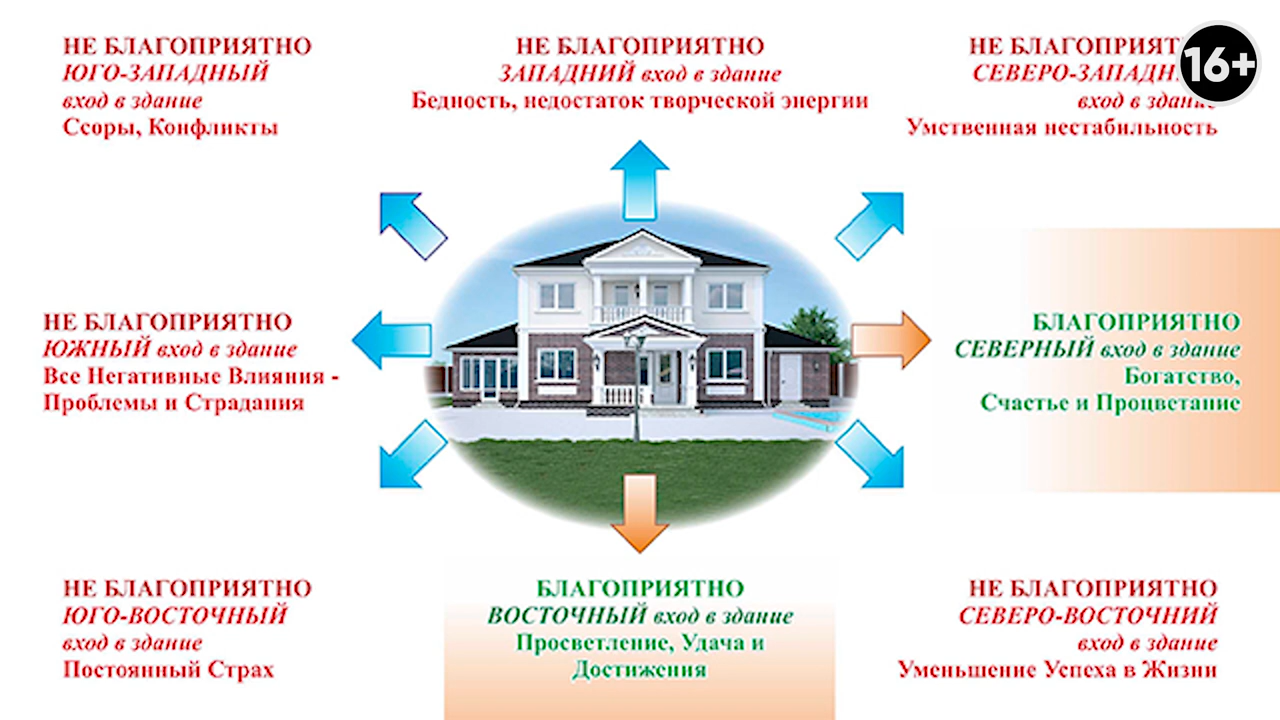 НЕ БЛАГОПРИЯТНО
ЮГО-ЗАПАДНЫЙ
вход в здание
Ссоры, Конфликты
НЕ БЛАГОПРИЯТНО
ЗАПАДНИЙ вход в здание
Бедность, недостаток творческой энергии
НЕ
вход в здание
Умственная нестабильность
16+
НЕ БЛАГОПРИЯТНО
ЮЖНЫЙ вход в здание
Все Негативные Влияния -
Проблемы и Страдания
БЛАГОПРИЯТНО
СЕВЕРНЫЙ вход в здание
Богатство,
Счастье и Процветание
НЕ БЛАГОПРИЯТНО
ЮГО-ВОСТОЧНЫЙ
вход в здание
Постоянный Страх
БЛАГОПРИЯТНО
ВОСТОЧНЫЙ вход в здание
Просветление, Удача и
Достижения
НЕ БЛАГОПРИЯТНО
СЕВЕРО-ВОСТОЧНИЙ
вход в здание
Уменьшение Успеха в Жизни